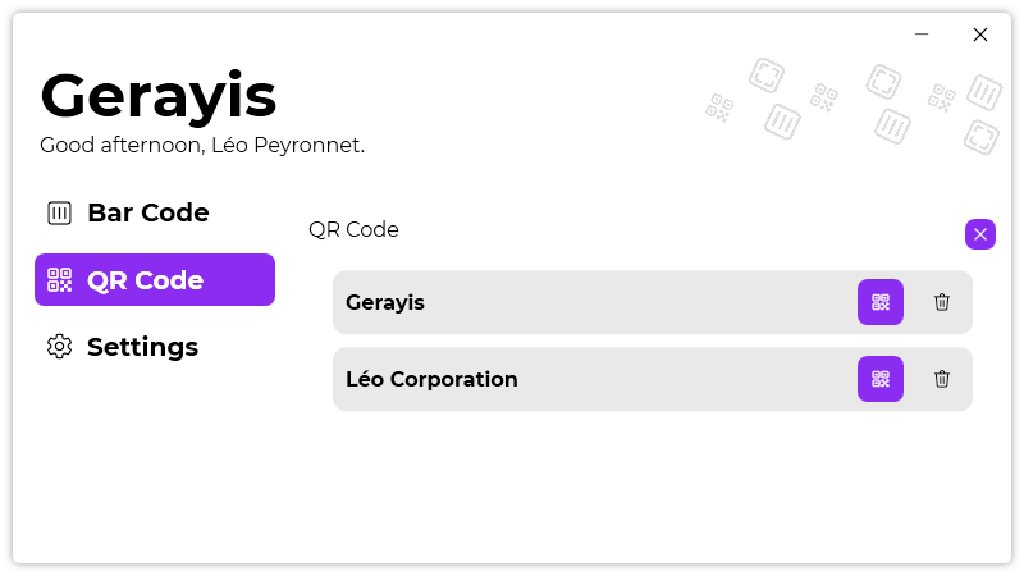 Gerayis
Good afternoon, Léo Peyronnet.
Bar Code
QR Code
Settings
QR Code
Gerayis
Léo Corporation